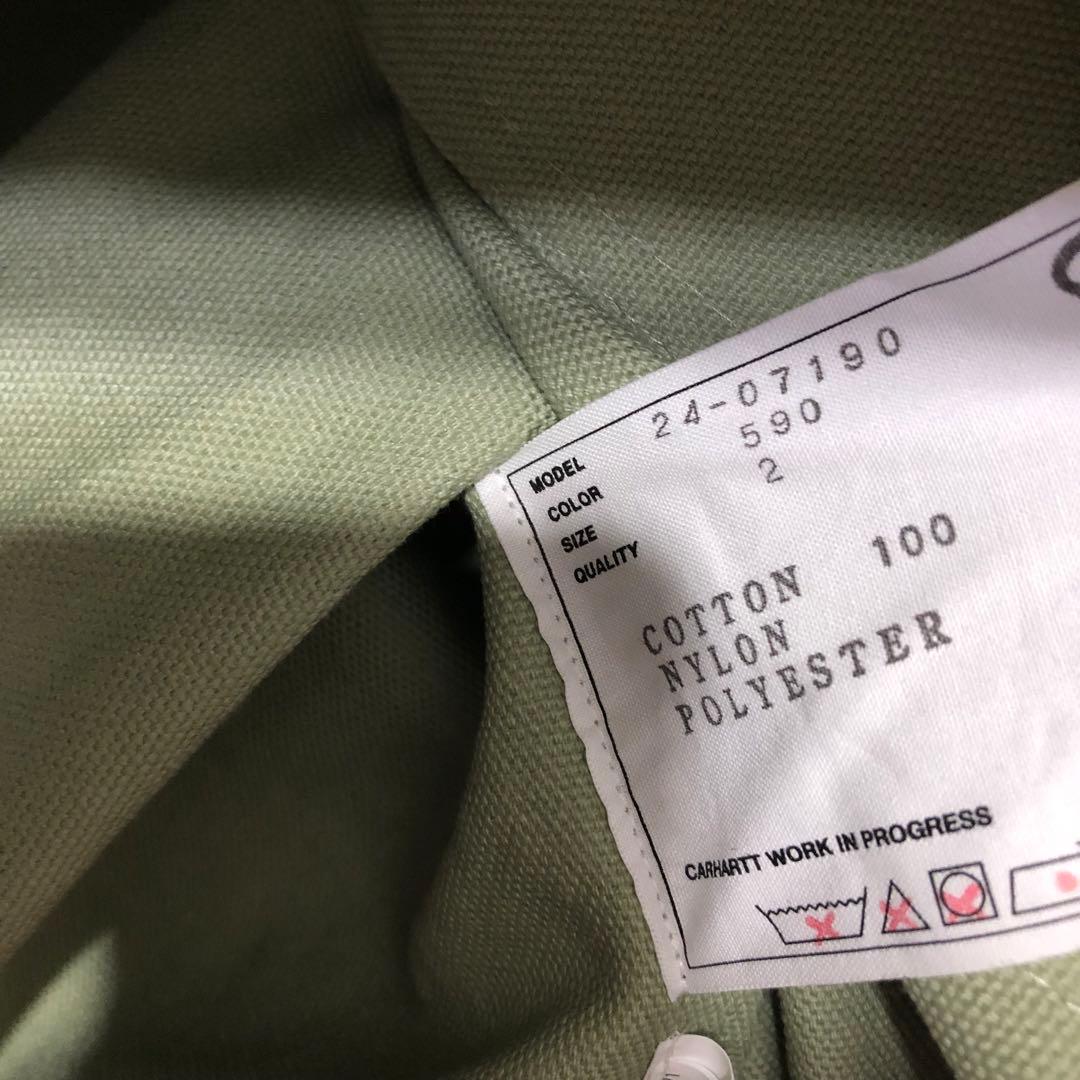 MODEL 24-07190
COLOR 590
SIZE 2
QUALITY
COTTON 100
NYLON
POLYESTER
CARHARTT WORK IN PROGRESS